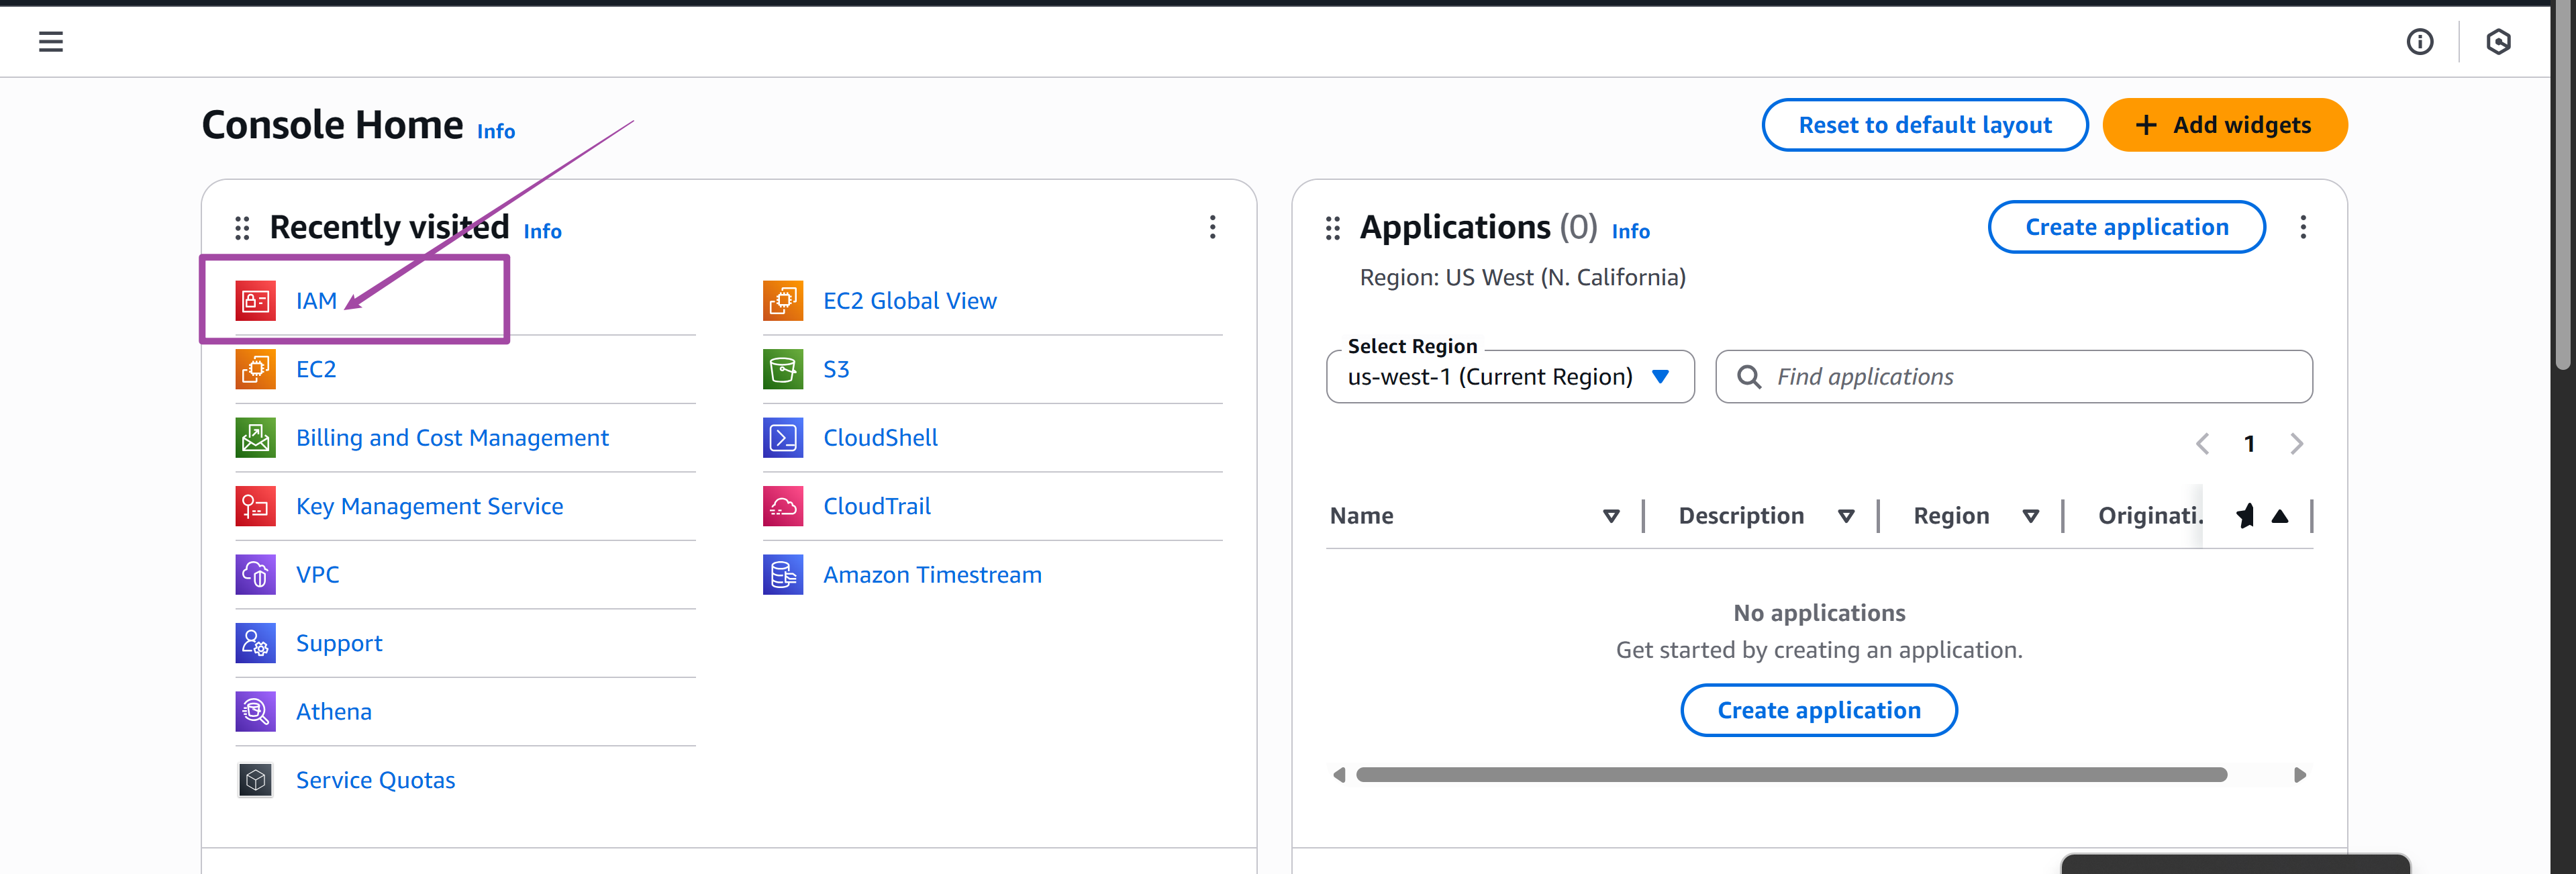 Console Home Info
Reset to default layout
+ Add widgets
Recently visited Info
IAM
EC2
Billing and Cost Management
Key Management Service
VPC
Support
Athena
Service Quotas
EC2 Global View
S3
CloudShell
CloudTrail
Amazon Timestream
Applications (0) Info
Create application
Region: US West (N. California)
Select Region
us-west-1 (Current Region)
Find applications
1
Name Description Region Originati.
No applications
Get started by creating an application.
Create application